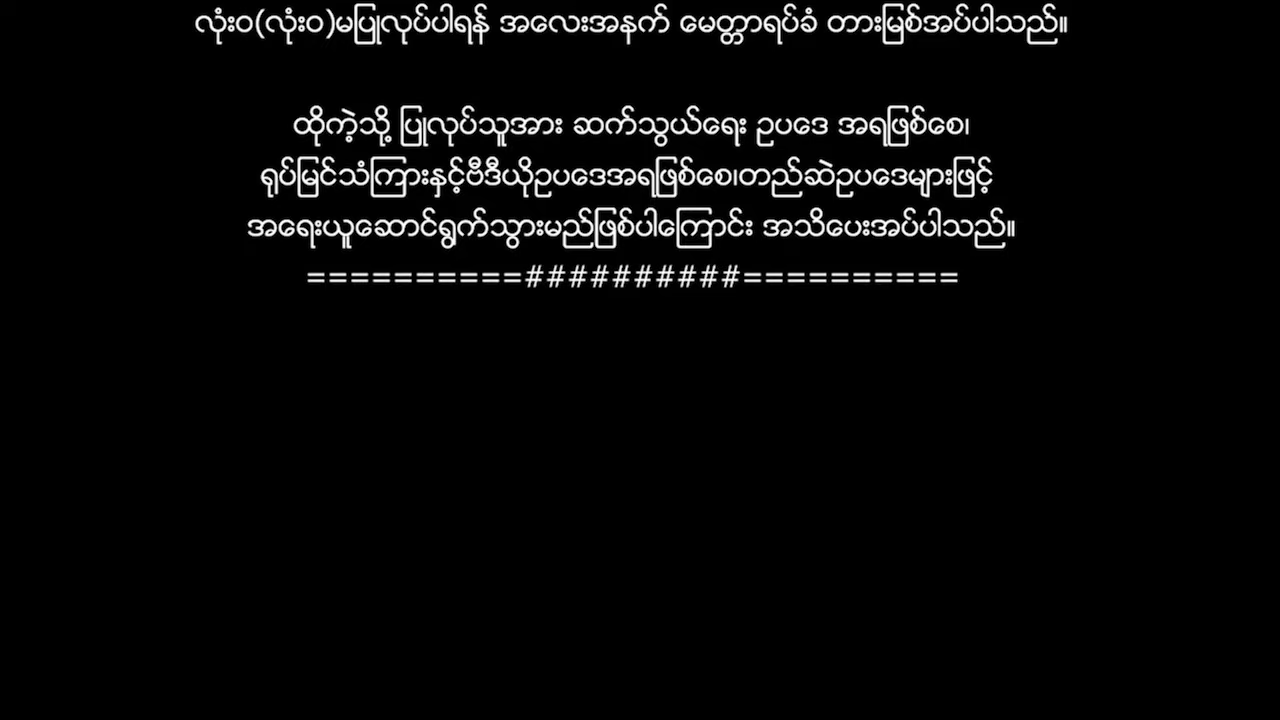 လုံးဝ(လုံးဝ)မပြုလုပ်ပါရန် အလေးအနက် မေတ္တာရပ်ခံ တားမြစ်အပ်ပါသည်။
ထိုကဲ့သို့ ပြုလုပ်သူအား ဆက်သွယ်ရေး ဥပဒေ အရဖြစ်စေ၊
ရုပ်မြင်သံကြားနှင့်ဗီဒီယိုဥပဒေအရဖြစ်စေ၊တည်ဆဲဥပဒေများဖြင့်
အရေးယူဆောင်ရွက်သွားမည်ဖြစ်ပါကြောင်း အသိပေးအပ်ပါသည်။
==========##########==========